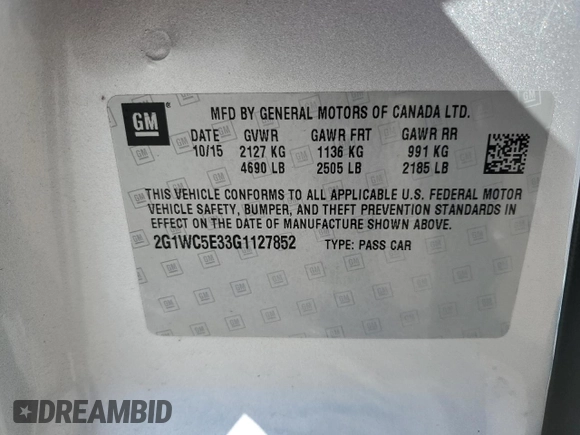 GM
MFD BY GENERAL MOTORS OF CANADA LTD.
DATE GVWR GAWR FRT GAWR RR
10/15 2127 KG 1136 KG 991 KG
4690 LB 2505 LB 2185 LB
THIS VEHICLE CONFORMS TO ALL APPLICABLE U.S. FEDERAL MOTOR
VEHICLE SAFETY, BUMPER, AND THEFT PREVENTION STANDARDS IN
EFFECT ON THE DATE OF MANUFACTURE SHOWN ABOVE.
2G1WC5E33G1127852 TYPE: PASS CAR
DREAMBID